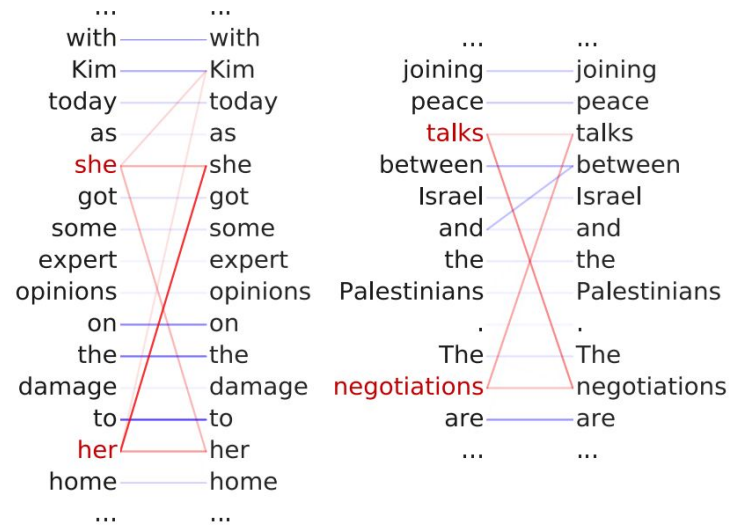 ... ...
with with
Kim Kim
today today
as as
she she
got got
some some
expert expert
opinions opinions
on on
the the
damage damage
to to
her her
home home
... ...
... ...
joining joining
peace peace
talks talks
between between
Israel Israel
and and
the the
Palestinians Palestinians
. .
The The
negotiations negotiations
are are
... ...